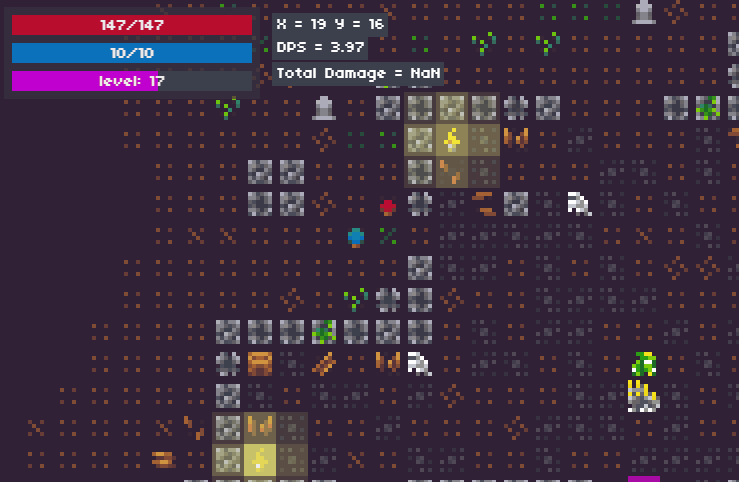 147/147
10/10
level: 17
X = 19 Y = 16
DPS = 3.97
Total Damage = NaN